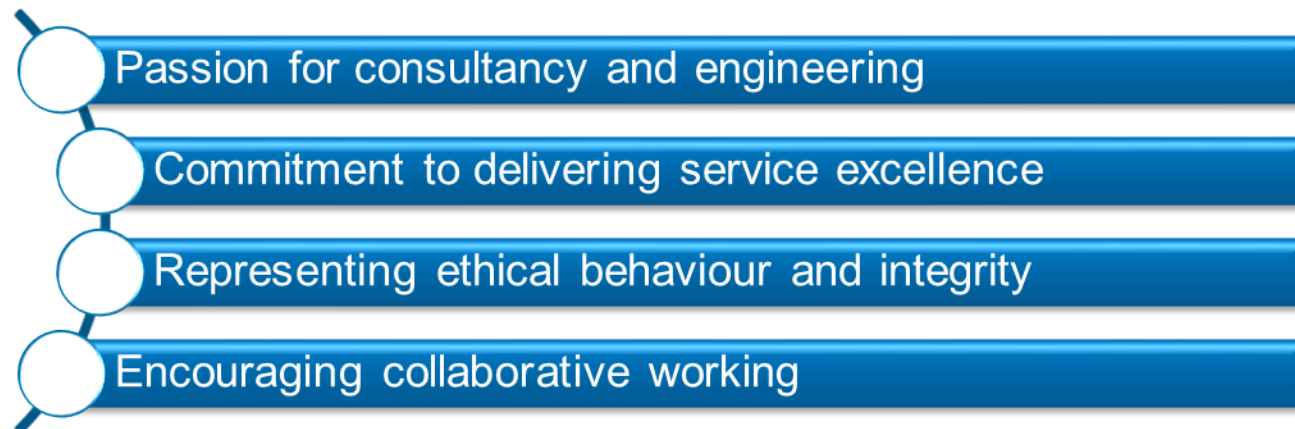 Passion for consultancy and engineering
Commitment to delivering service excellence
Representing ethical behaviour and integrity
Encouraging collaborative working